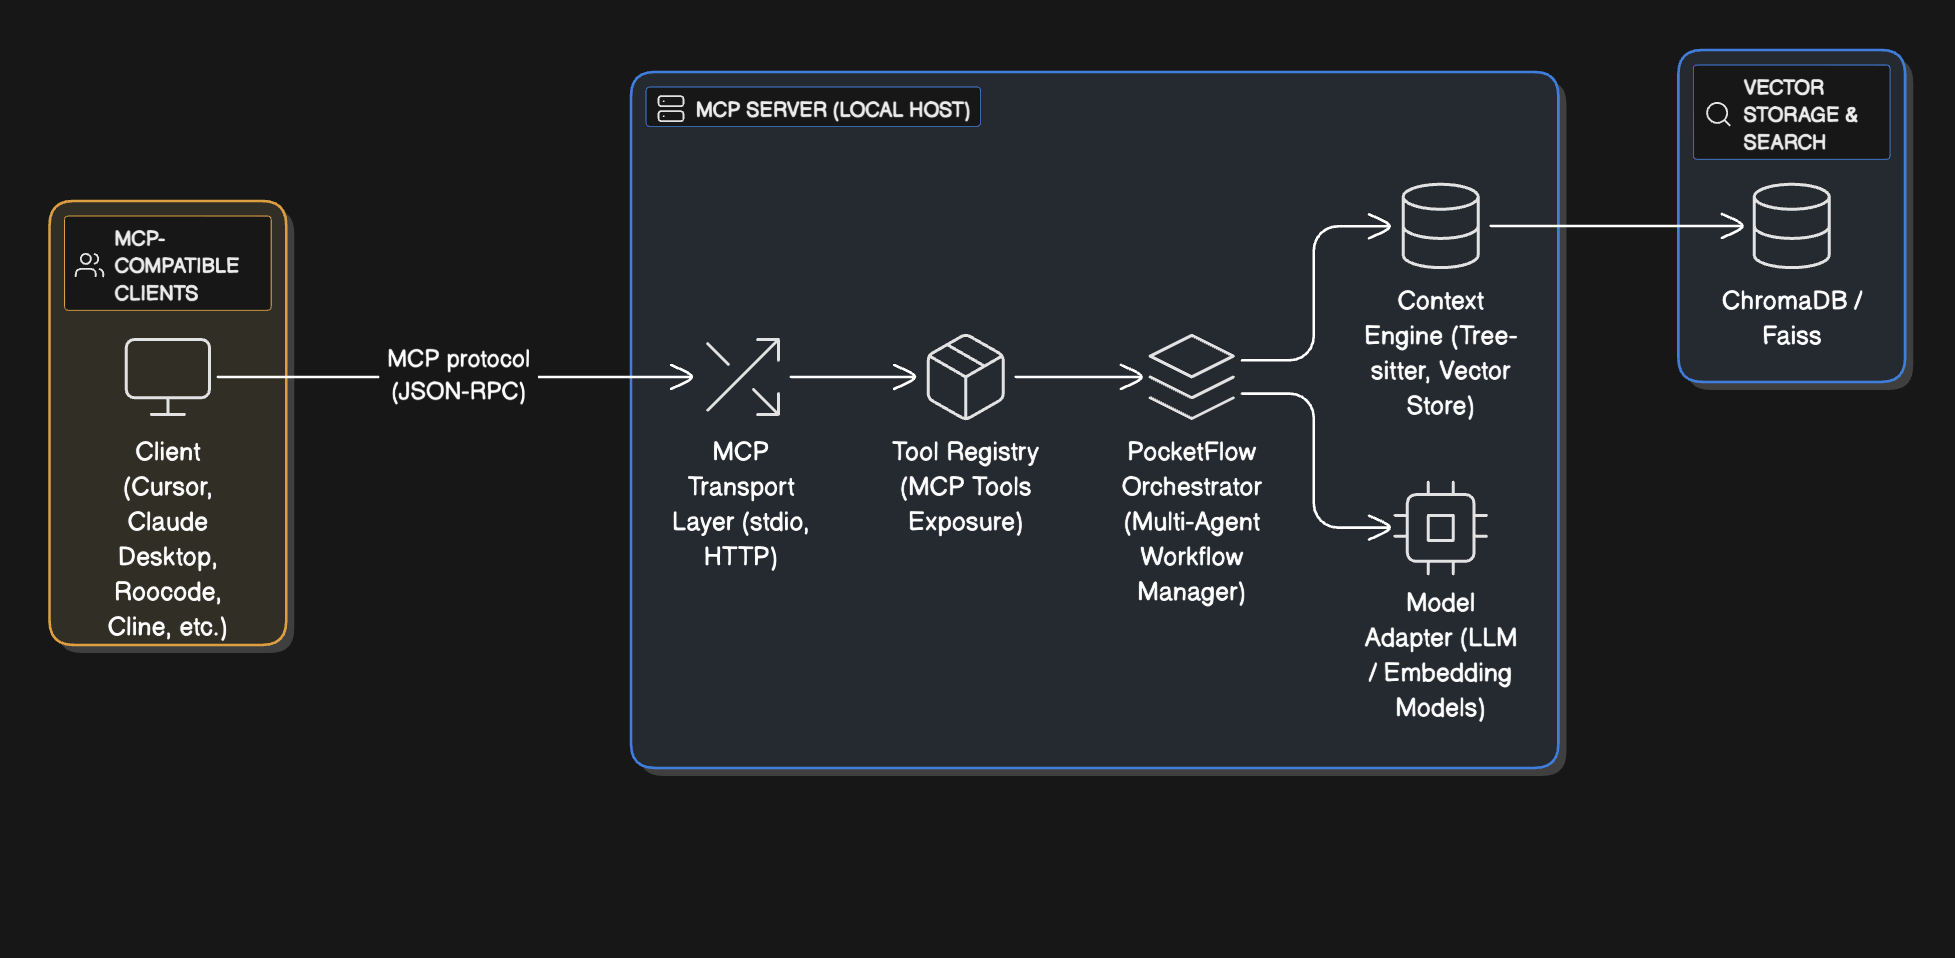 MCP-
COMPATIBLE
CLIENTS
Client
(Cursor,
Claude
Desktop,
Roocode,
Cline, etc.)
MCP protocol
(JSON-RPC)
MCP SERVER (LOCAL HOST)
MCP
Transport
Layer (stdio,
HTTP)
Tool Registry
(MCP Tools
Exposure)
PocketFlow
Orchestrator
(Multi-Agent
Workflow
Manager)
Context
Engine (Tree-
sitter, Vector
Store)
Model
Adapter (LLM
/ Embedding
Models)
VECTOR
STORAGE &
SEARCH
ChromaDB /
Faiss